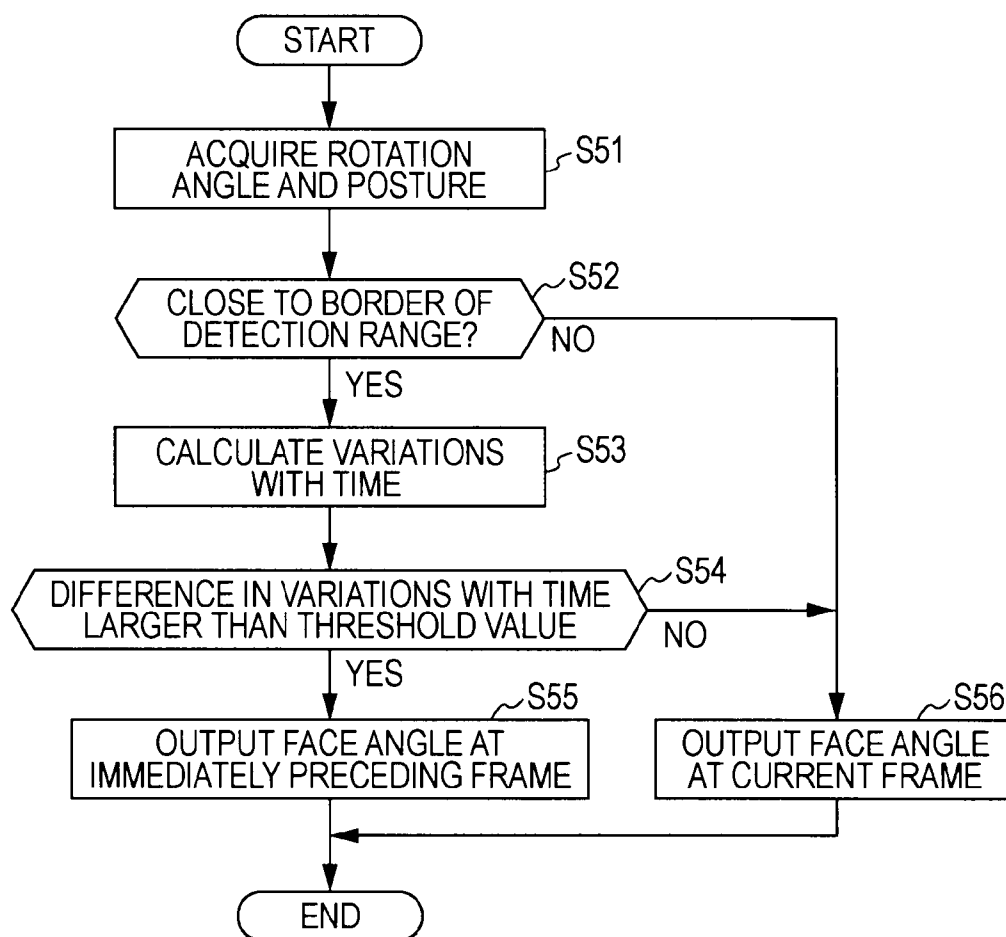 START
ACQUIRE ROTATION
ANGLE AND POSTURE
S51
CLOSE TO BORDER OF
DETECTION RANGE?
S52
NO
YES
CALCULATE VARIATIONS
WITH TIME
S53
DIFFERENCE IN VARIATIONS WITH TIME
LARGER THAN THRESHOLD VALUE
S54
NO
YES
OUTPUT FACE ANGLE AT
IMMEDIATELY PRECEDING FRAME
S55
OUTPUT FACE ANGLE
AT CURRENT FRAME
S56
END